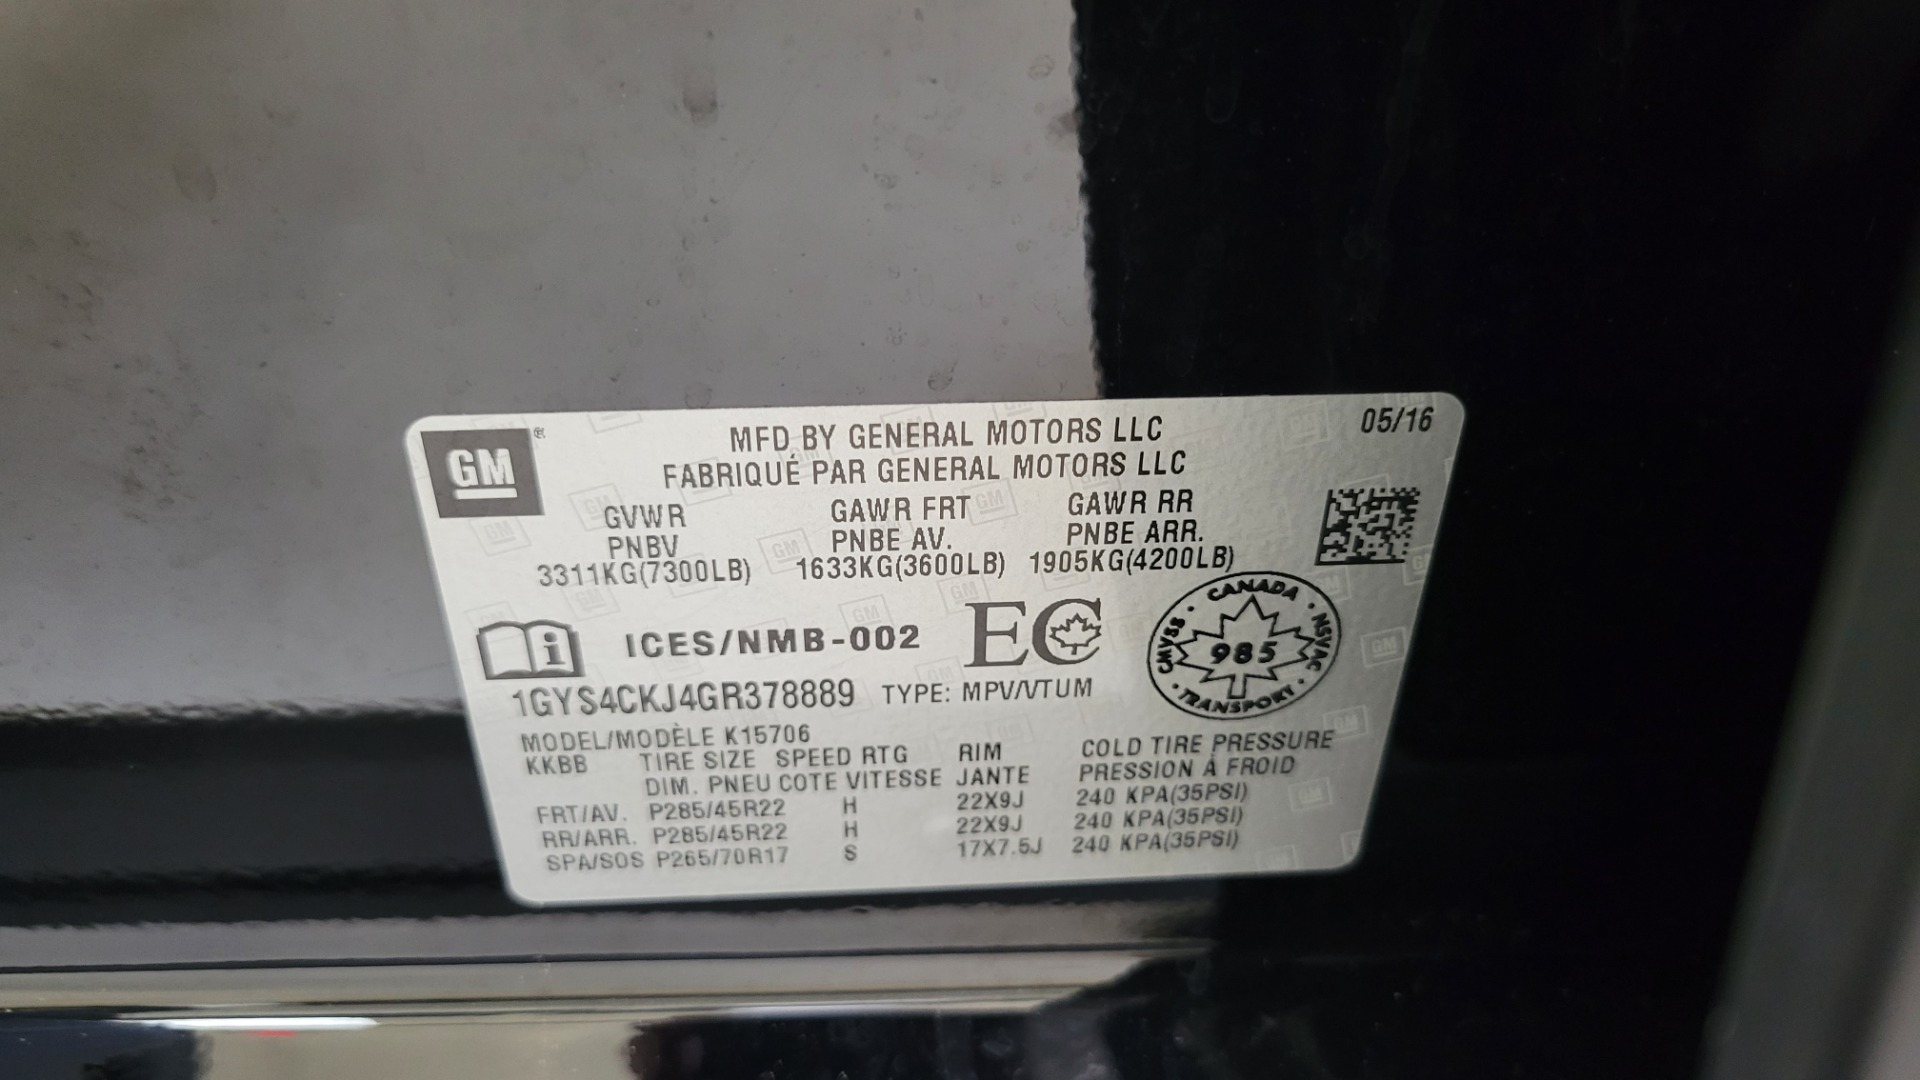 05/16
GM
MFD BY GENERAL MOTORS LLC
FABRIQUÉ PAR GENERAL MOTORS LLC
GVWR GAWR FRT GAWR RR
PNBV PNBE AV. PNBE ARR.
3311KG(7300LB) 1633KG(3600LB) 1905KG(4200LB)
i ICES/NMB-002 EC
CANADA
CMVSS 985 NSVAC
TRANSPORT
1GYS4CKJ4GR378889 TYPE: MPV/VTUM
MODEL/MODÈLE K15706
KKBB TIRE SIZE SPEED RTG RIM COLD TIRE PRESSURE
DIM. PNEU COTE VITESSE JANTE PRESSION À FROID
FRT/AV. P285/45R22 H 22X9J 240 KPA(35PSI)
RR/ARR. P285/45R22 H 22X9J 240 KPA(35PSI)
SPA/SOS P265/70R17 S 17X7.5J 240 KPA(35PSI)